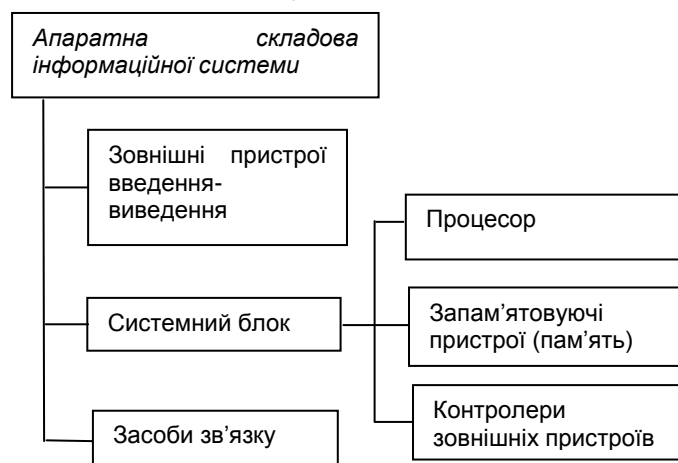 Апаратна складова
інформаційної системи
Зовнішні пристрої
введення-
виведення
Системний блок
Засоби зв’язку
Процесор
Запам’ятовуючі
пристрої (пам’ять)
Контролери
зовнішніх пристроїв